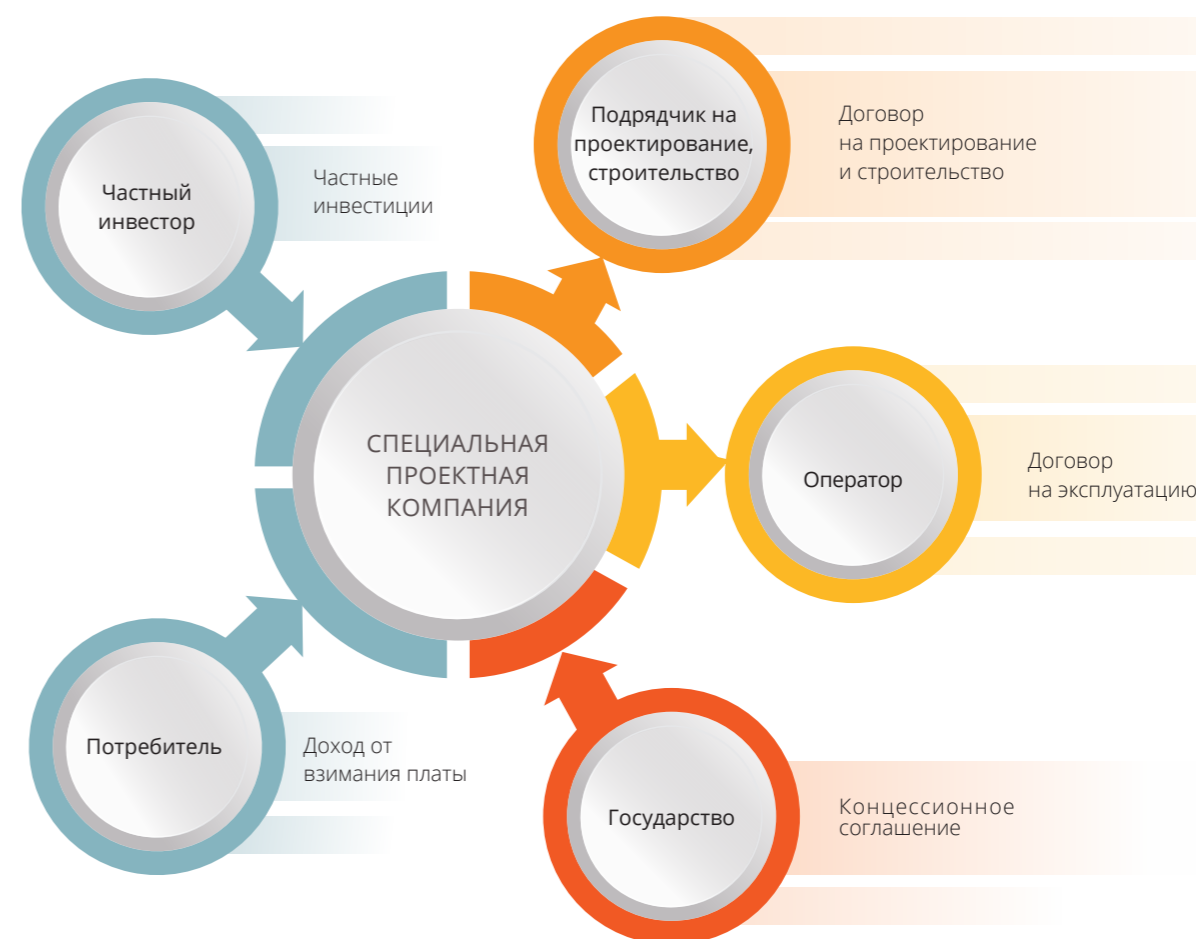 Подрядчик на
проектирование,
строительство
Договор
на проектирование
и строительство
Частный
инвестор
Частные
инвестиции
СПЕЦИАЛЬНАЯ
ПРОЕКТНАЯ
КОМПАНИЯ
Оператор
Договор
на эксплуатацию
Потребитель
Доход от
взимания платы
Государство
Концессионное
соглашение